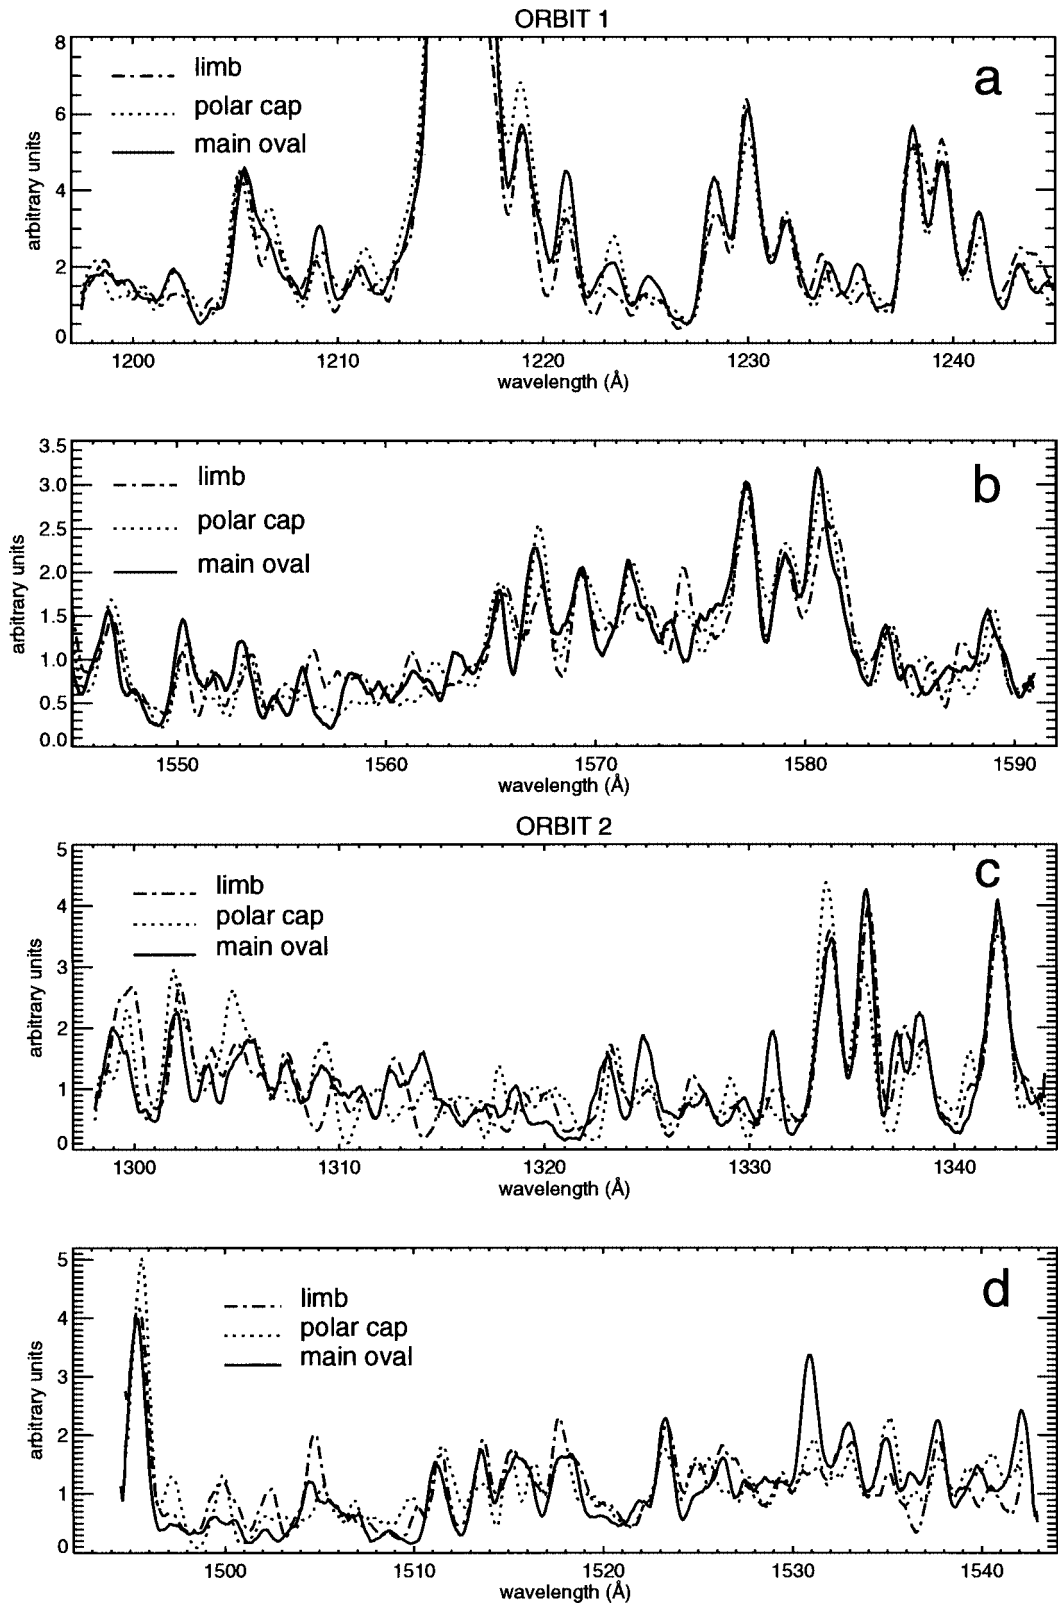 ORBIT 1
8
limb
a
polar cap
6
main oval
arbitrary units
4
2
0
1200 1210 1220 1230 1240
wavelength (Å)
3.5
limb
b
3.0
polar cap
2.5
main oval
arbitrary units
2.0
1.5
1.0
0.5
0.0
1550 1560 1570 1580 1590
wavelength (Å)
ORBIT 2
5
limb
c
4
polar cap
main oval
arbitrary units
3
2
1
0
1300 1310 1320 1330 1340
wavelength (Å)
5
limb
d
polar cap
4
main oval
arbitrary units
3
2
1
0
1500 1510 1520 1530 1540
wavelength (Å)